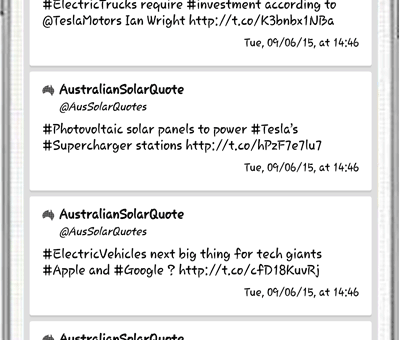 #ElectricTrucks require #investment according to
@TeslaMotors Ian Wright http://t.co/K3bnbx1NBa
Tue, 09/06/15, at 14:46
AustralianSolarQuote
@AusSolarQuotes
#Photovoltaic solar panels to power #Tesla's
#Supercharger stations http://t.co/hPzF7e7lu7
Tue, 09/06/15, at 14:46
AustralianSolarQuote
@AusSolarQuotes
#ElectricVehicles next big thing for tech giants
#Apple and #Google ? http://t.co/cfD18KuvRj
Tue, 09/06/15, at 14:46
AustralianSolarQuote